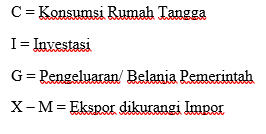 C = Konsumsi Rumah Tangga
I = Investasi
G = Pengeluaran/ Belanja Pemerintah
X – M = Ekspor dikurangi Impor